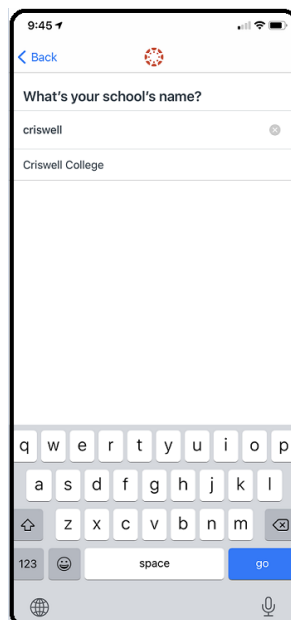 9:45
Back
What's your school's name?
criswell
Criswell College
q w e r t y u i o p
a s d f g h j k l
z x c v b n m
123 space go